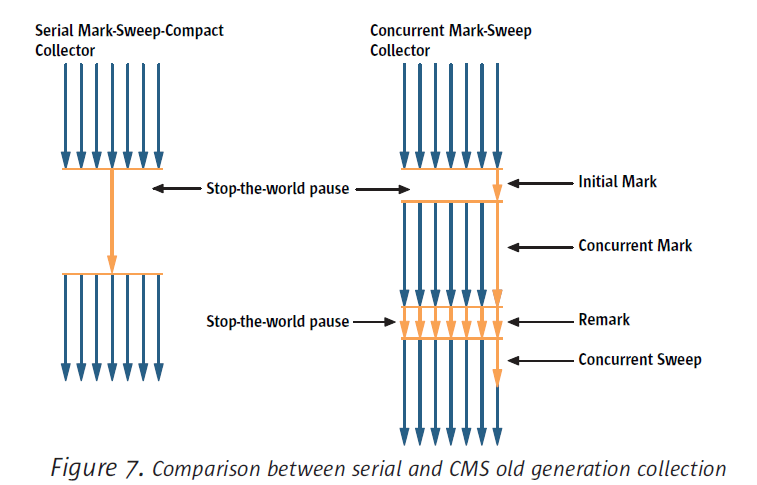 Serial Mark-Sweep-Compact
Collector
Concurrent Mark-Sweep
Collector
Stop-the-world pause
Initial Mark
Concurrent Mark
Stop-the-world pause
Remark
Concurrent Sweep
Figure 7. Comparison between serial and CMS old generation collection